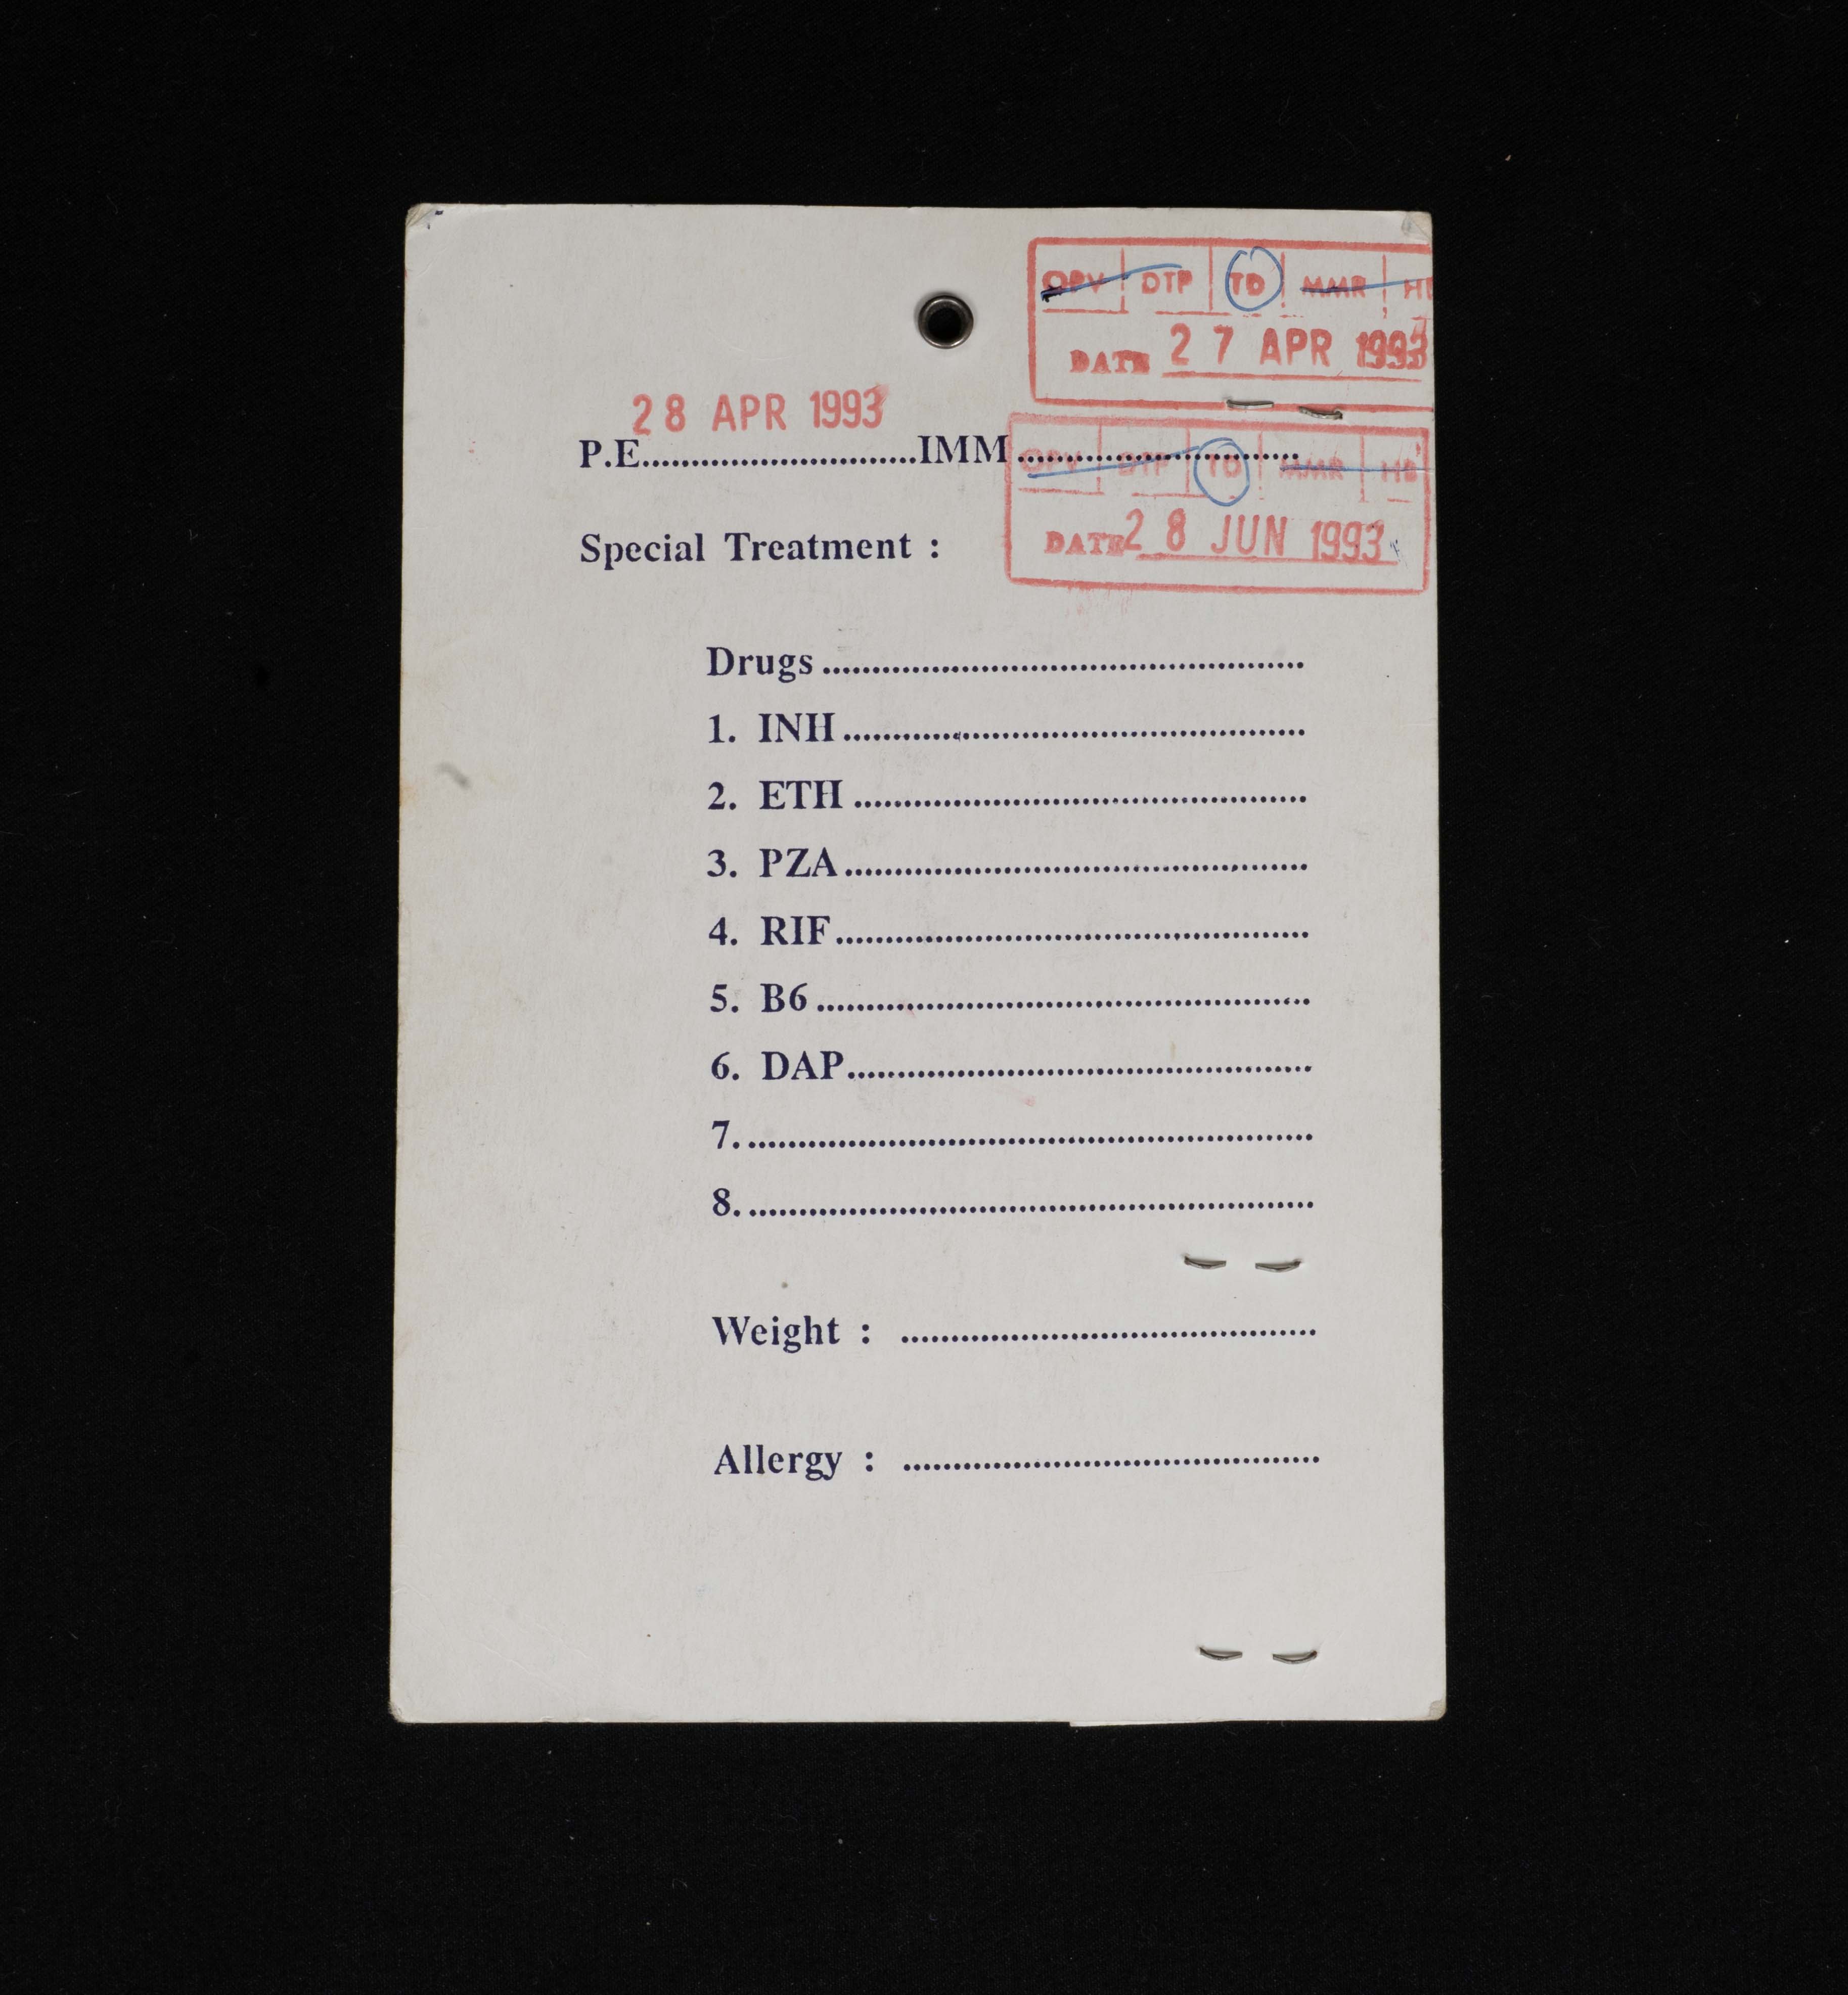 OPV DTP TD MMR
DATE 27 APR 1993
28 APR 1993
P.E..............................IMM..............................
OPV DTP TD MMR HB
DATE 28 JUN 1993
Special Treatment :
Drugs..................................................
1. INH..................................................
2. ETH..................................................
3. PZA..................................................
4. RIF..................................................
5. B6..................................................
6. DAP..................................................
7...................................................
8...................................................
Weight : ..................................................
Allergy : ..................................................